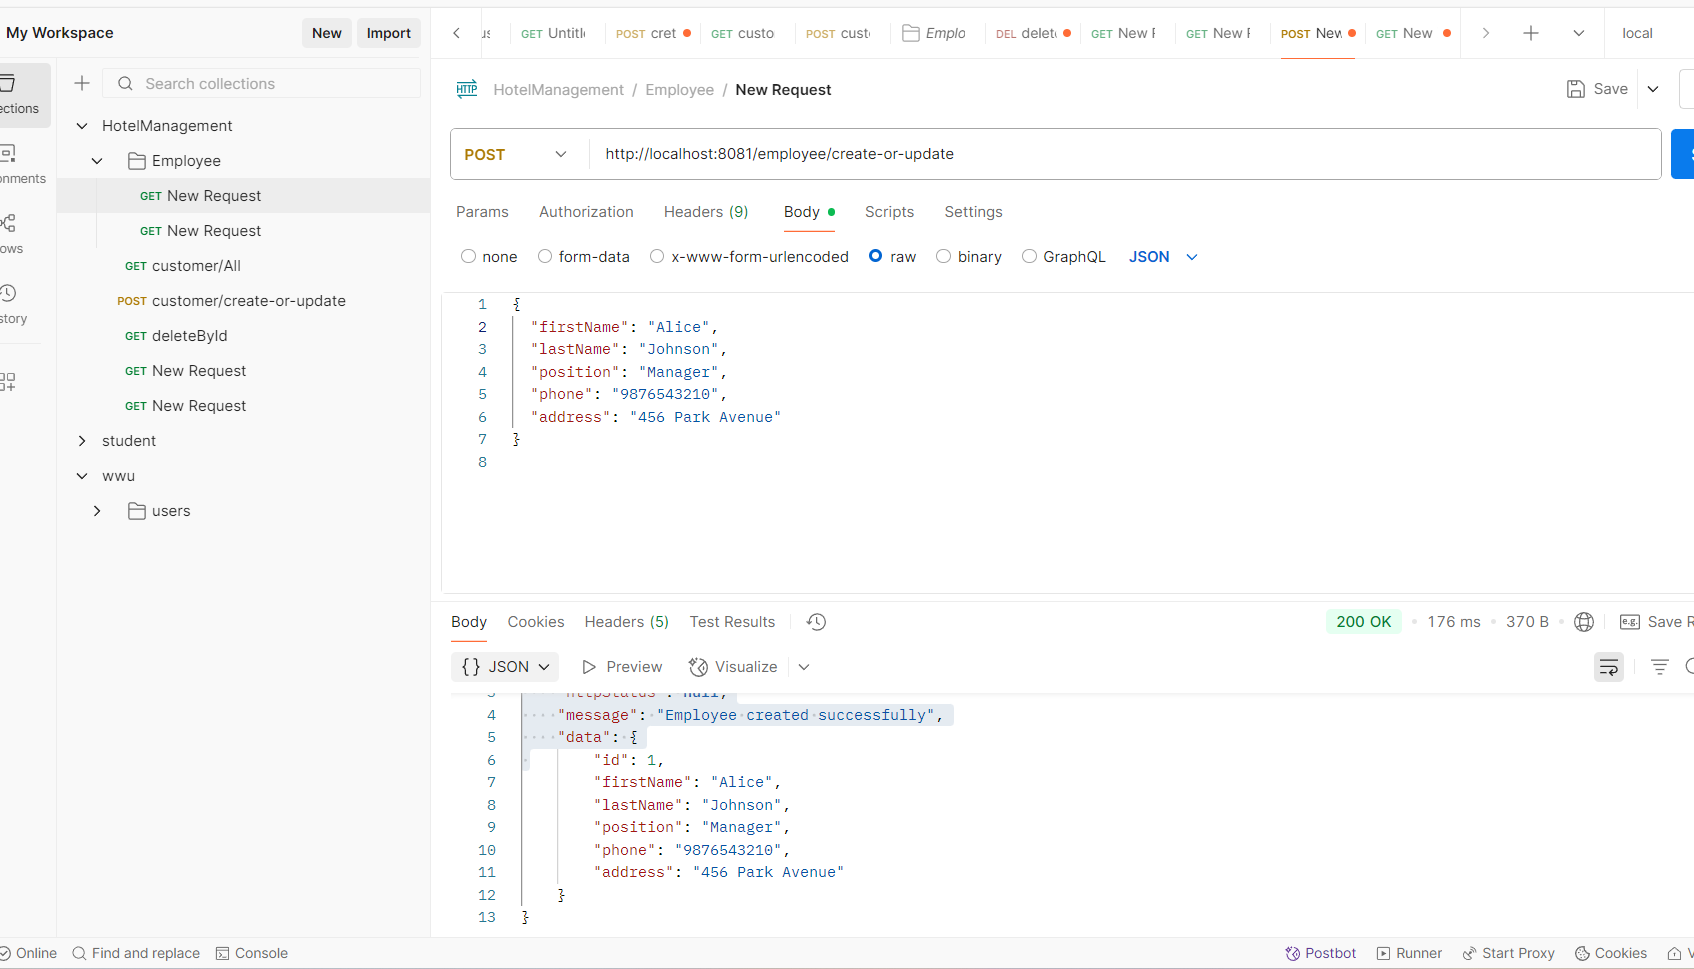 My Workspace
New
Import
GET Untitl
POST cret
GET custo
POST cust
Emplo
DEL delet
GET New
GET New
POST New
GET New
local
ections
Search collections
HotelManagement
Employee
GET New Request
GET New Request
GET customer/All
POST customer/create-or-update
GET deleteById
GET New Request
GET New Request
student
wwu
users
onments
ows
story
HTTP HotelManagement / Employee / New Request
Save
POST http://localhost:8081/employee/create-or-update
Params Authorization Headers (9) Body Scripts Settings
none form-data x-www-form-urlencoded raw binary GraphQL JSON
1 {
2 "firstName": "Alice",
3 "lastName": "Johnson",
4 "position": "Manager",
5 "phone": "9876543210",
6 "address": "456 Park Avenue"
7 }
8
Body Cookies Headers (5) Test Results
200 OK • 176 ms • 370 B
e.g. Save R
{} JSON Preview Visualize
3 "httpStatus": null,
4 "message": "Employee created successfully",
5 "data": {
6 "id": 1,
7 "firstName": "Alice",
8 "lastName": "Johnson",
9 "position": "Manager",
10 "phone": "9876543210",
11 "address": "456 Park Avenue"
12 }
13 }
Online Find and replace Console
Postbot Runner Start Proxy Cookies